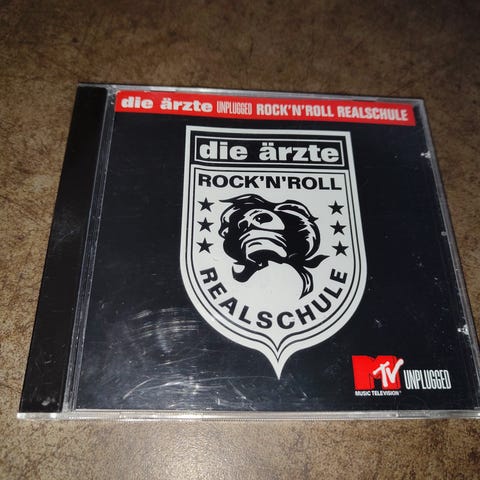 die ärzte UNPLUGGED ROCK'N'ROLL REALSCHULE
die ärzte
ROCK'N'ROLL
REALSCHULE
MTV UNPLUGGED
MUSIC TELEVISION